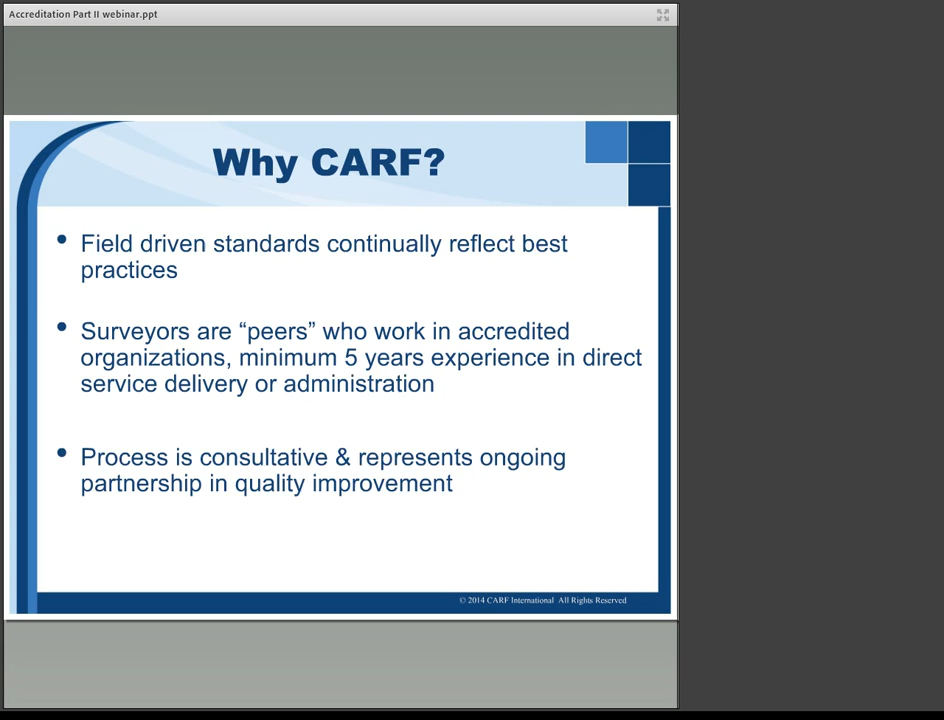 Accreditation Part II webinar.ppt
Why CARF?
• Field driven standards continually reflect best
practices
• Surveyors are “peers” who work in accredited
organizations, minimum 5 years experience in direct
service delivery or administration
• Process is consultative & represents ongoing
partnership in quality improvement
© 2014 CARF International All Rights Reserved